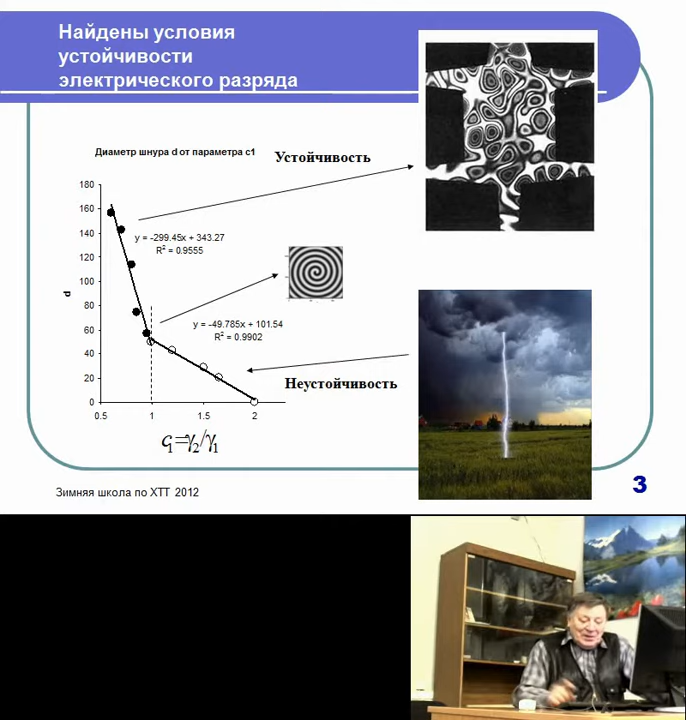 Найдены условия
устойчивости
электрического разряда
Диаметр шнура d от параметра с1
Устойчивость
180
160
140
120
100
80
60
40
20
0
d
y = -299.45x + 343.27
R² = 0.9555
y = -49.785x + 101.54
R² = 0.9902
Неустойчивость
0.5
1
1.5
2
c₁=γ₂/γ₁
Зимняя школа по ХТТ 2012
3